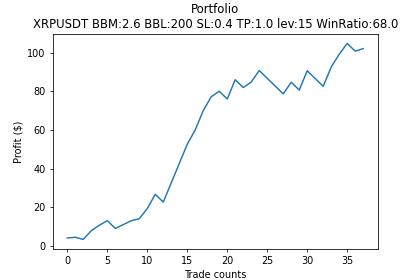 Portfolio
XRPUSDT BBM:2.6 BBL:200 SL:0.4 TP:1.0 lev:15 WinRatio:68.0
100
80
60
40
20
0
Profit ($)
0 5 10 15 20 25 30 35
Trade counts